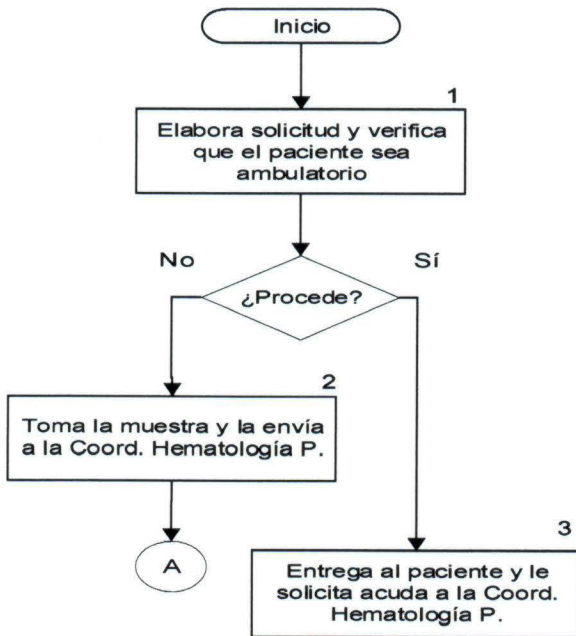 Inicio
1
Elabora solicitud y verifica
que el paciente sea
ambulatorio
No
Sí
¿Procede?
2
Toma la muestra y la envía
a la Coord. Hematología P.
A
3
Entrega al paciente y le
solicita acuda a la Coord.
Hematología P.